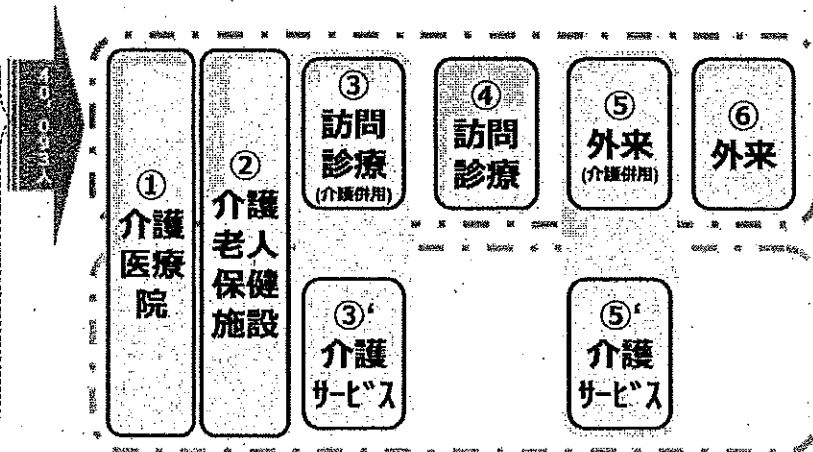 ①
介護
医療
院
②
介護
老人
保健
施設
③
訪問
診療
(介護併用)
④
訪問
診療
⑤
外来
(介護併用)
⑥
外来
③‘
介護
サービス
⑤‘
介護
サービス